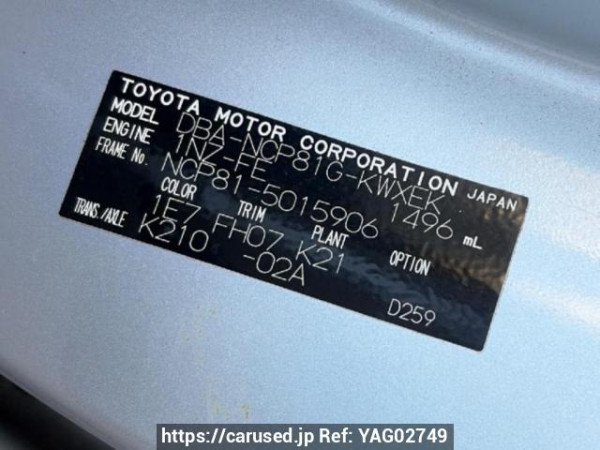 TOYOTA MOTOR CORPORATION JAPAN
MODEL DBA-NCP81G-KWXEK
ENGINE 1NZ-FE 1496 mL
FRAME No. NCP81-5015906
COLOR TRIM PLANT OPTION
1E7 FH07 K21
TRANS./AXLE K210 -02A
D259
https://carused.jp Ref: YAG02749